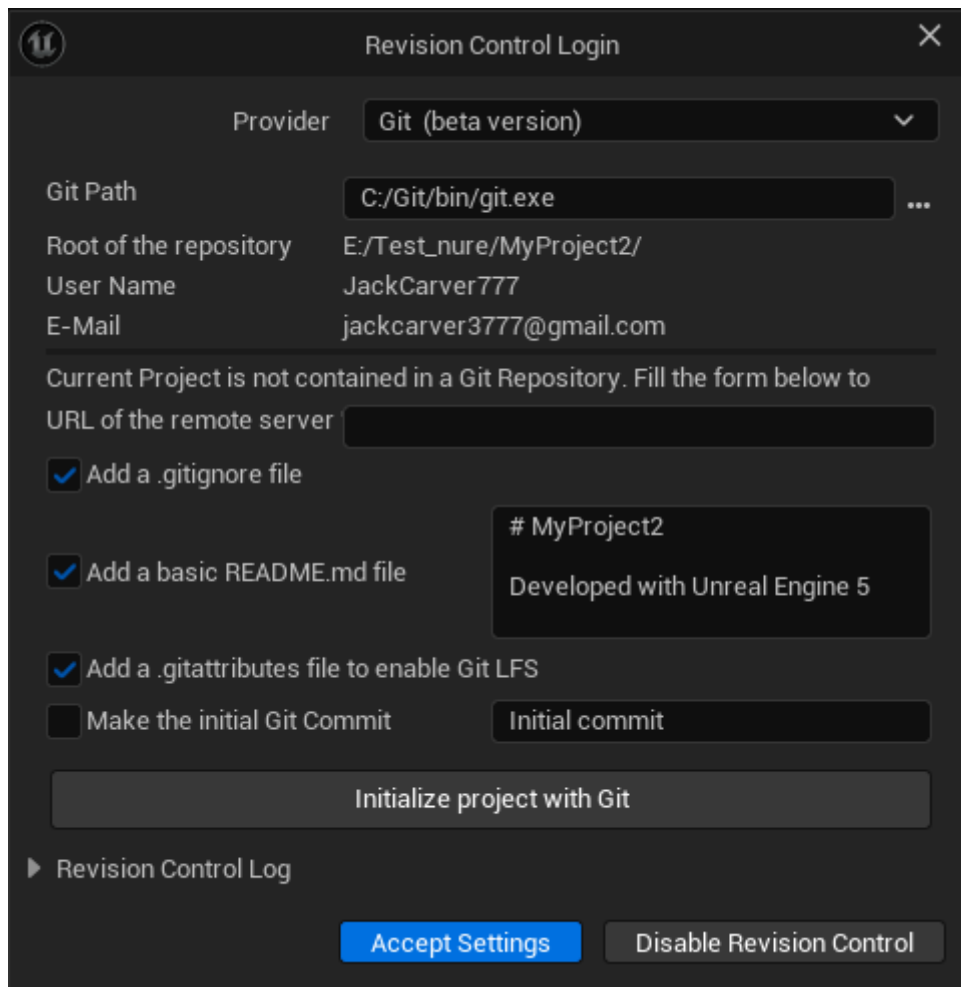 Revision Control Login
Provider Git (beta version)
Git Path C:/Git/bin/git.exe ...
Root of the repository E:/Test_nure/MyProject2/
User Name JackCarver777
E-Mail jackcarver3777@gmail.com
Current Project is not contained in a Git Repository. Fill the form below to
URL of the remote server
Add a .gitignore file
# MyProject2
Add a basic README.md file
Developed with Unreal Engine 5
Add a .gitattributes file to enable Git LFS
Make the initial Git Commit Initial commit
Initialize project with Git
Revision Control Log
Accept Settings Disable Revision Control